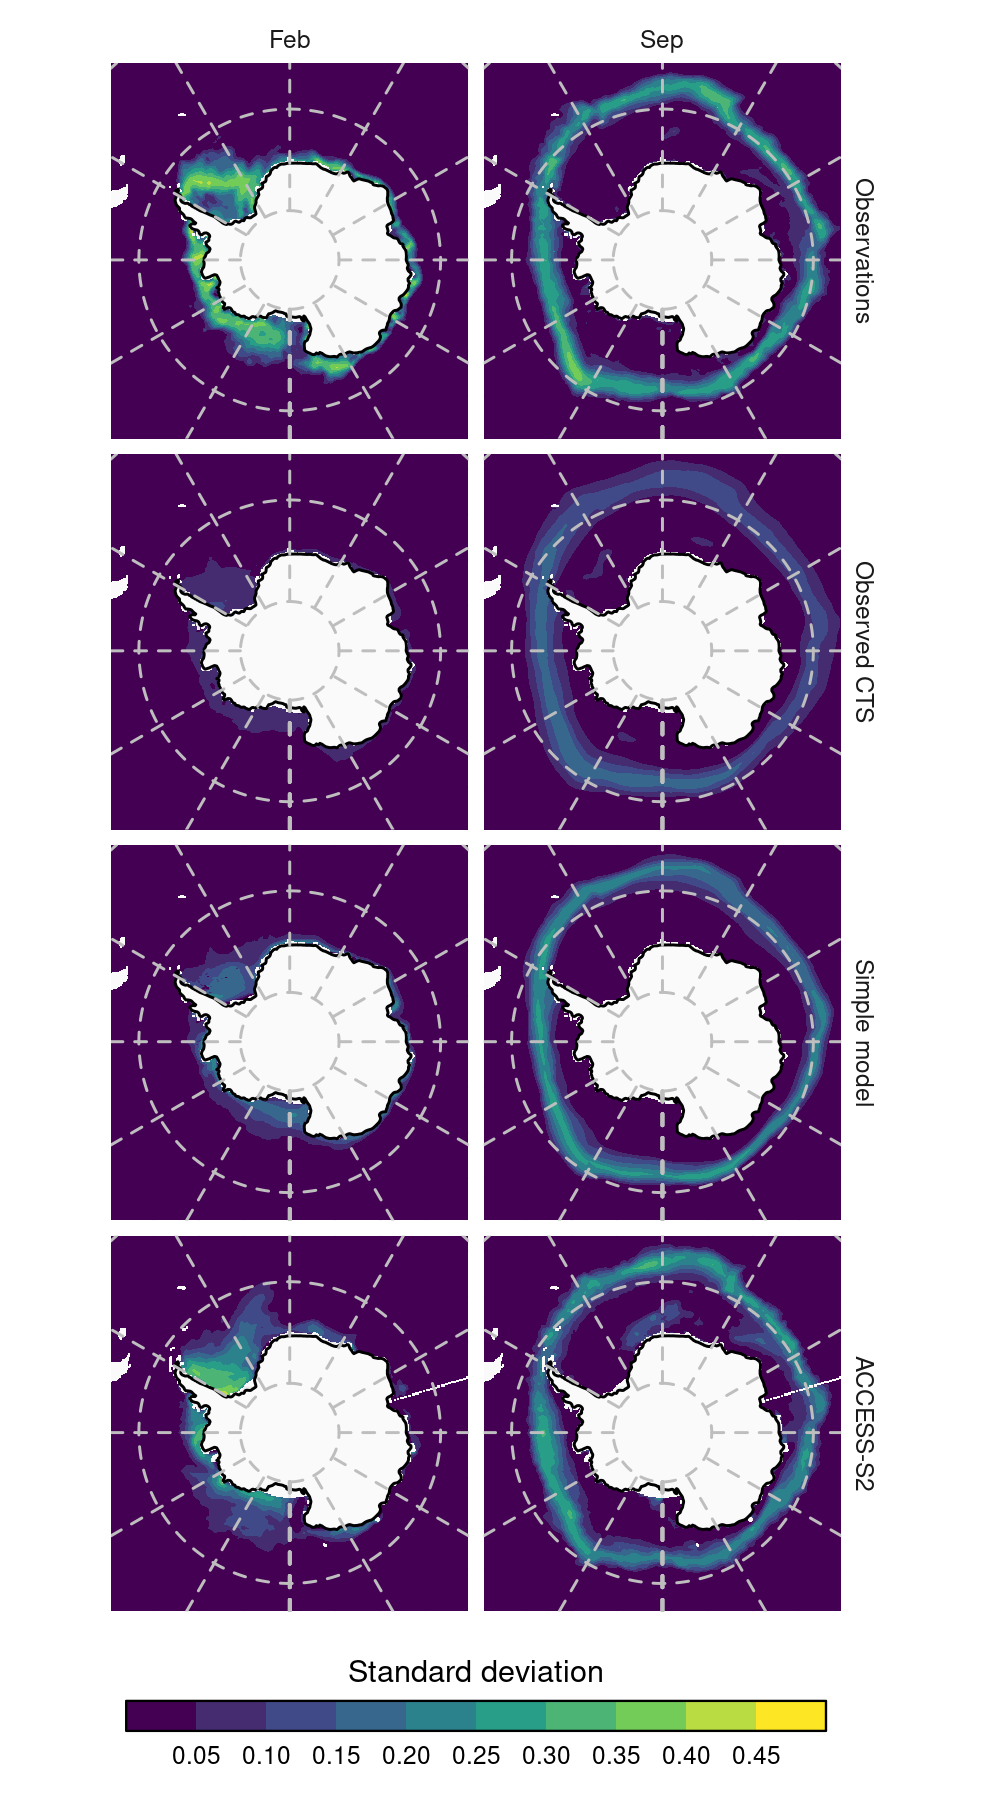 Feb
Sep
Observations
Observed CTS
Simple model
ACCESS-S2
Standard deviation
0.05 0.10 0.15 0.20 0.25 0.30 0.35 0.40 0.45